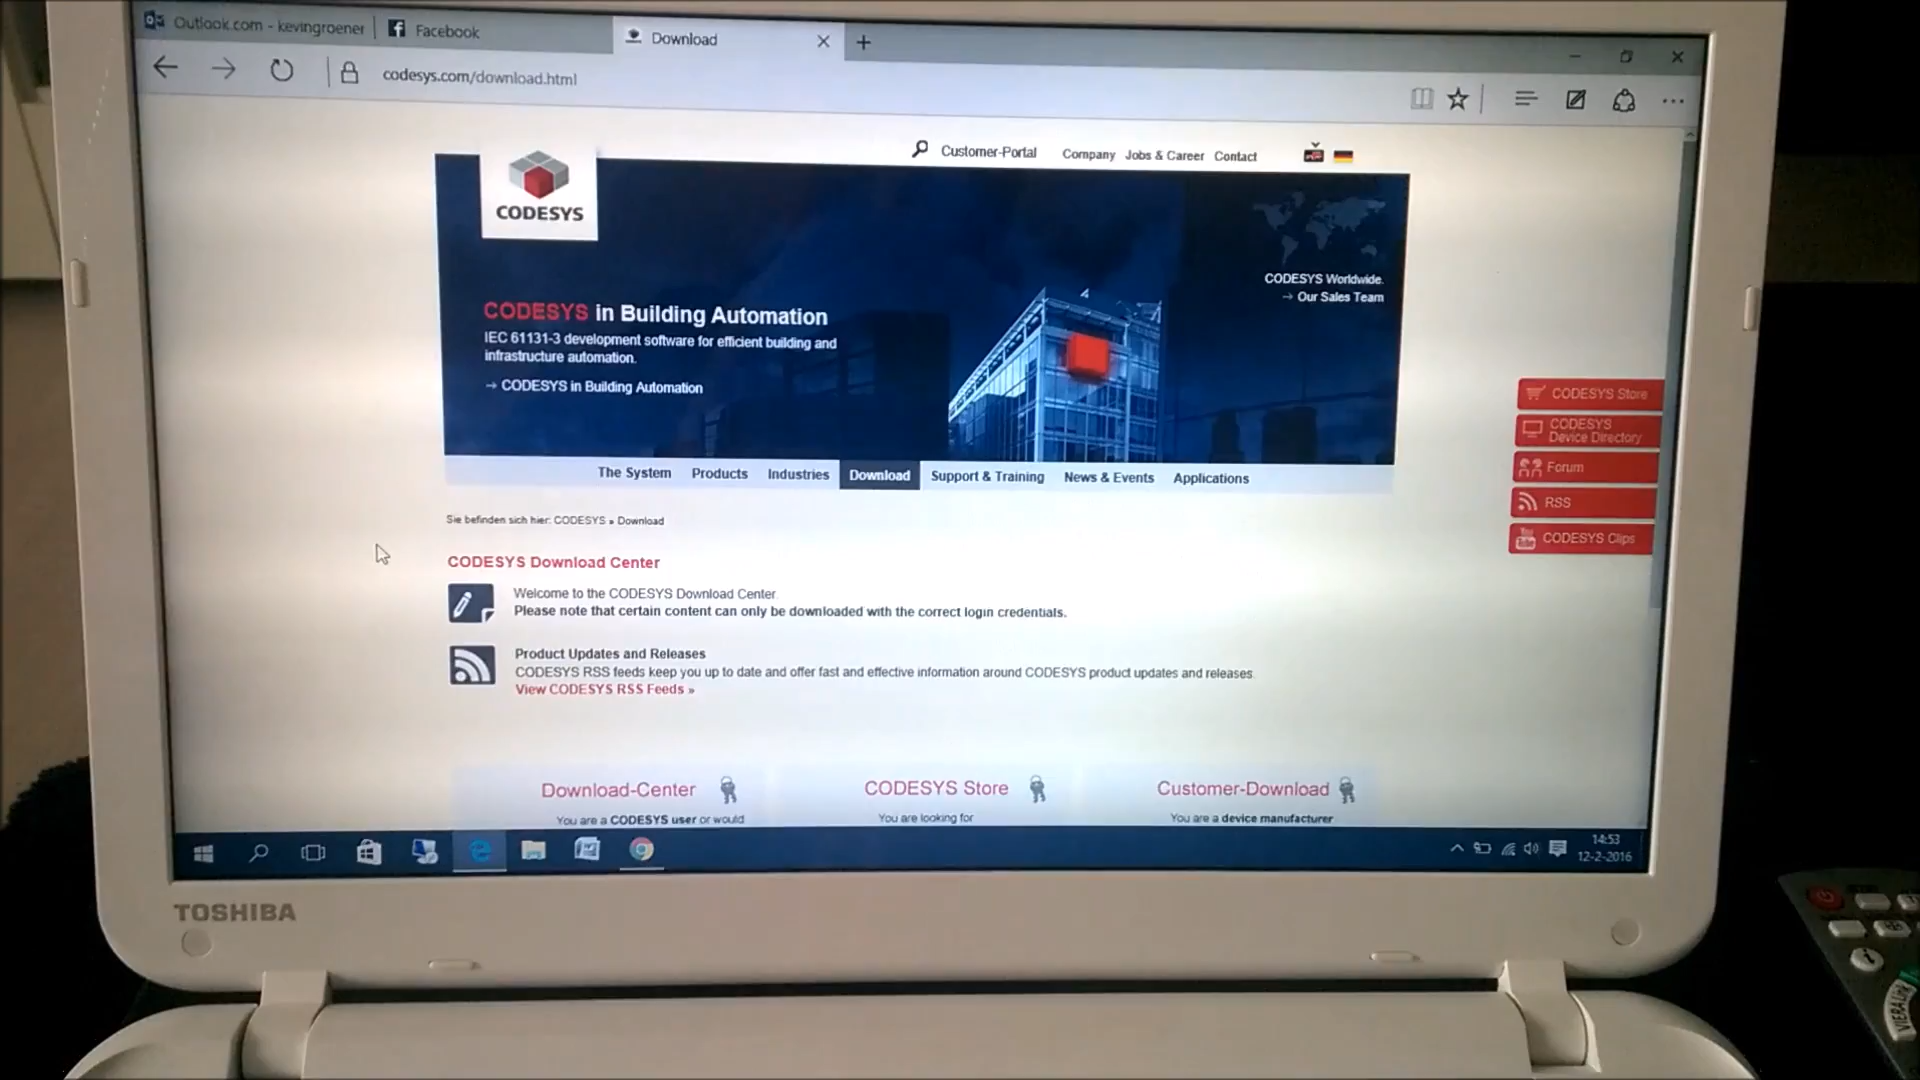 Outlook.com - kevingroener
Facebook
Download
codesys.com/download.html
Customer-Portal
Company
Jobs & Career
Contact
CODESYS
CODESYS Worldwide.
→ Our Sales Team
CODESYS in Building Automation
IEC 61131-3 development software for efficient building and
infrastructure automation.
→ CODESYS in Building Automation
CODESYS Store
CODESYS
Device Directory
Forum
RSS
CODESYS Clips
The System
Products
Industries
Download
Support & Training
News & Events
Applications
Sie befinden sich hier: CODESYS » Download
CODESYS Download Center
Welcome to the CODESYS Download Center.
Please note that certain content can only be downloaded with the correct login credentials.
Product Updates and Releases
CODESYS RSS feeds keep you up to date and offer fast and effective information around CODESYS product updates and releases.
View CODESYS RSS Feeds »
Download-Center
CODESYS Store
Customer-Download
You are a CODESYS user or would
You are looking for
You are a device manufacturer
14:53
12-2-2016
TOSHIBA
VIERA Link